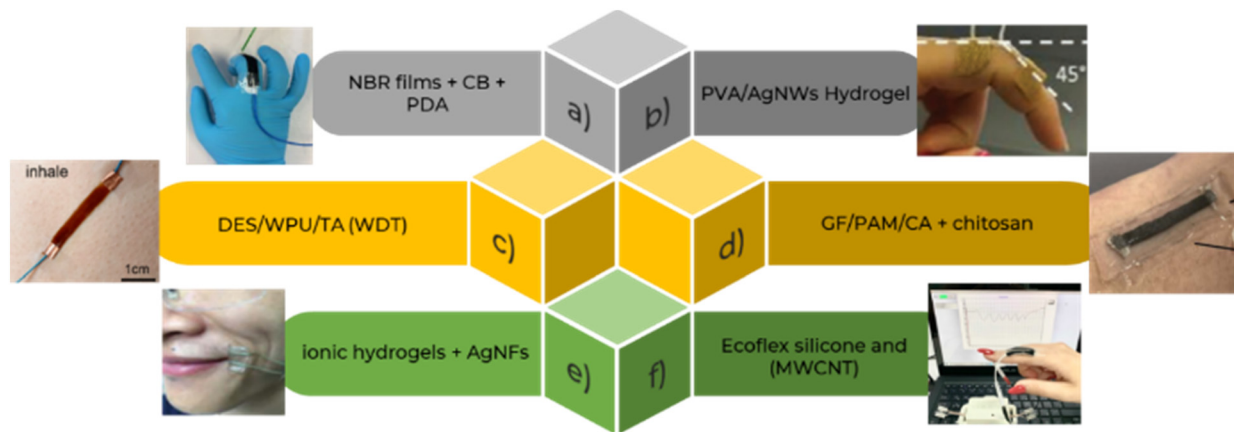 NBR films + CB +
PDA
a)
b)
PVA/AgNWs Hydrogel
45°
inhale
1cm
DES/WPU/TA (WDT)
c)
d)
GF/PAM/CA + chitosan
ionic hydrogels + AgNFs
e)
f)
Ecoflex silicone and
(MWCNT)